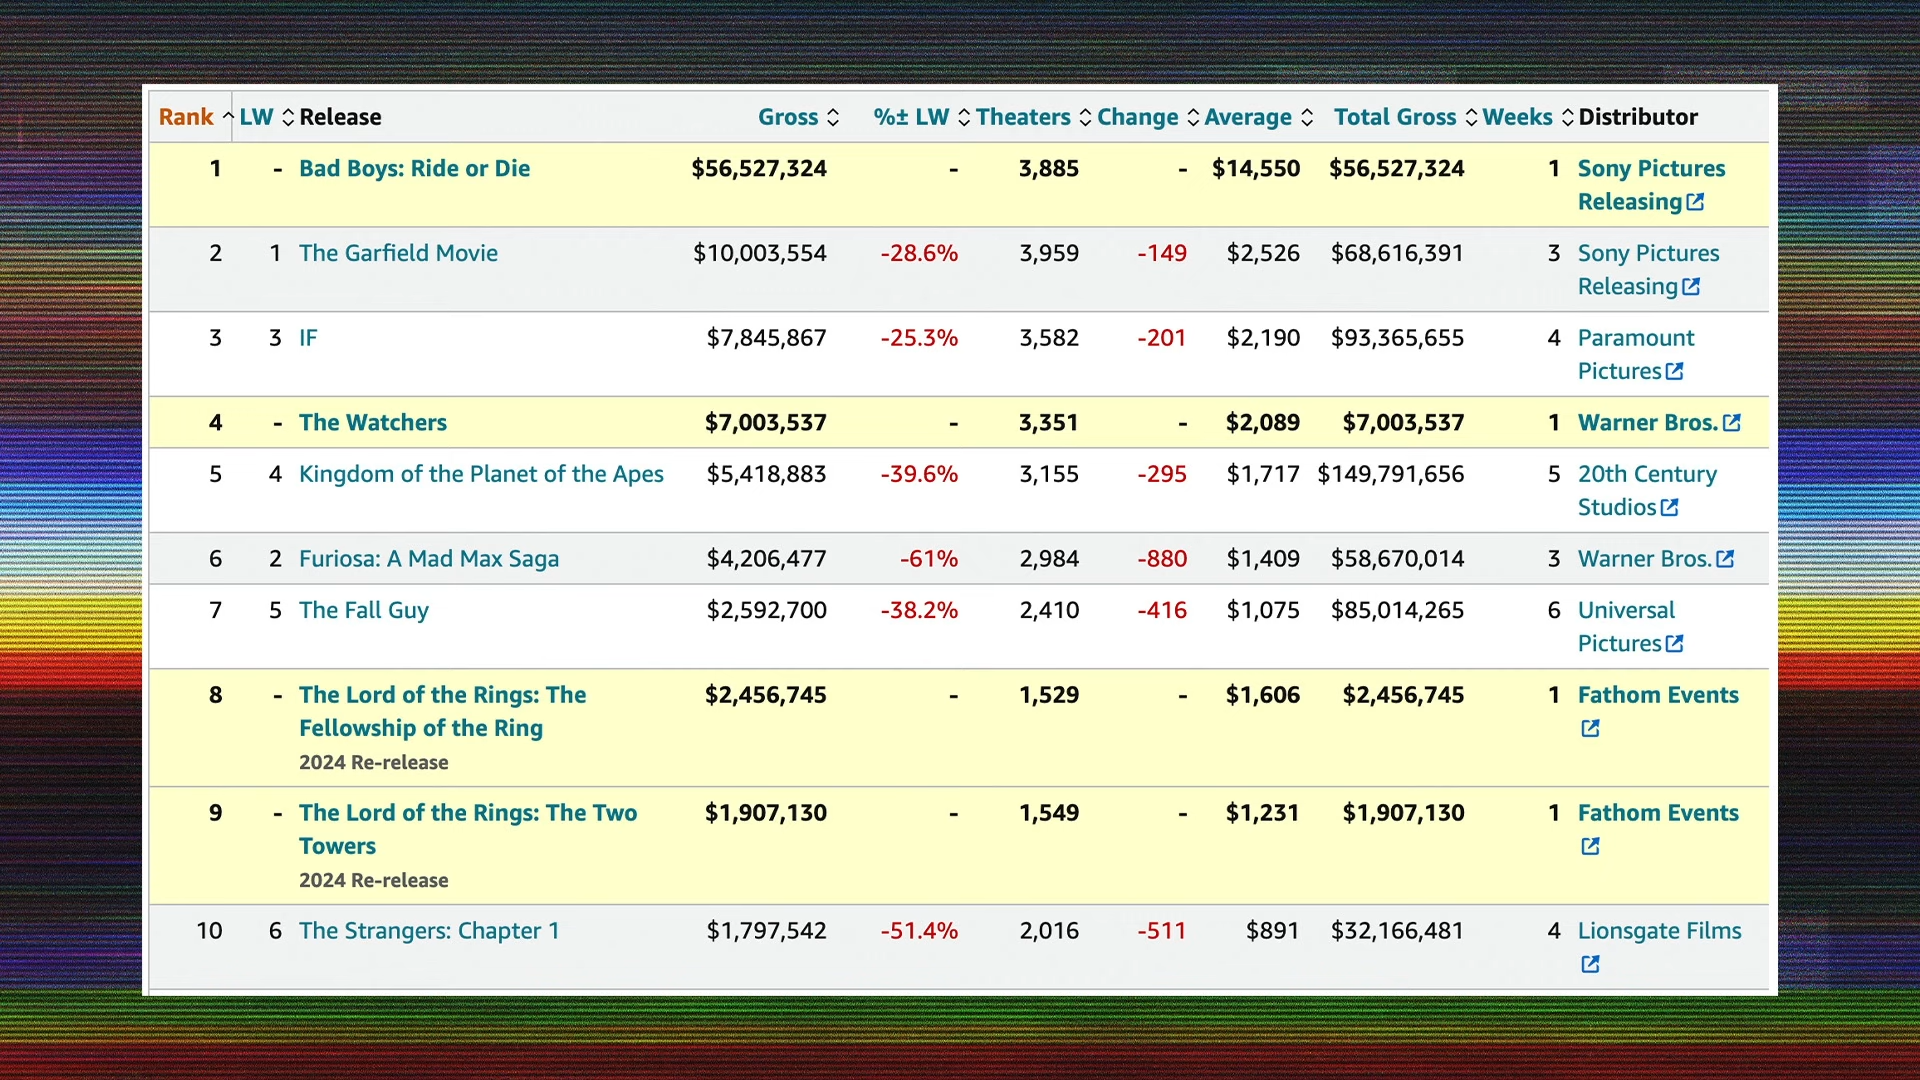 Rank LW Release Gross %± LW Theaters Change Average Total Gross Weeks Distributor
1 - Bad Boys: Ride or Die $56,527,324 - 3,885 - $14,550 $56,527,324 1 Sony Pictures
Releasing
2 1 The Garfield Movie $10,003,554 -28.6% 3,959 -149 $2,526 $68,616,391 3 Sony Pictures
Releasing
3 3 IF $7,845,867 -25.3% 3,582 -201 $2,190 $93,365,655 4 Paramount
Pictures
4 - The Watchers $7,003,537 - 3,351 - $2,089 $7,003,537 1 Warner Bros.
5 4 Kingdom of the Planet of the Apes $5,418,883 -39.6% 3,155 -295 $1,717 $149,791,656 5 20th Century
Studios
6 2 Furiosa: A Mad Max Saga $4,206,477 -61% 2,984 -880 $1,409 $58,670,014 3 Warner Bros.
7 5 The Fall Guy $2,592,700 -38.2% 2,410 -416 $1,075 $85,014,265 6 Universal
Pictures
8 - The Lord of the Rings: The $2,456,745 - 1,529 - $1,606 $2,456,745 1 Fathom Events
Fellowship of the Ring
2024 Re-release
9 - The Lord of the Rings: The Two $1,907,130 - 1,549 - $1,231 $1,907,130 1 Fathom Events
Towers
2024 Re-release
10 6 The Strangers: Chapter 1 $1,797,542 -51.4% 2,016 -511 $891 $32,166,481 4 Lionsgate Films